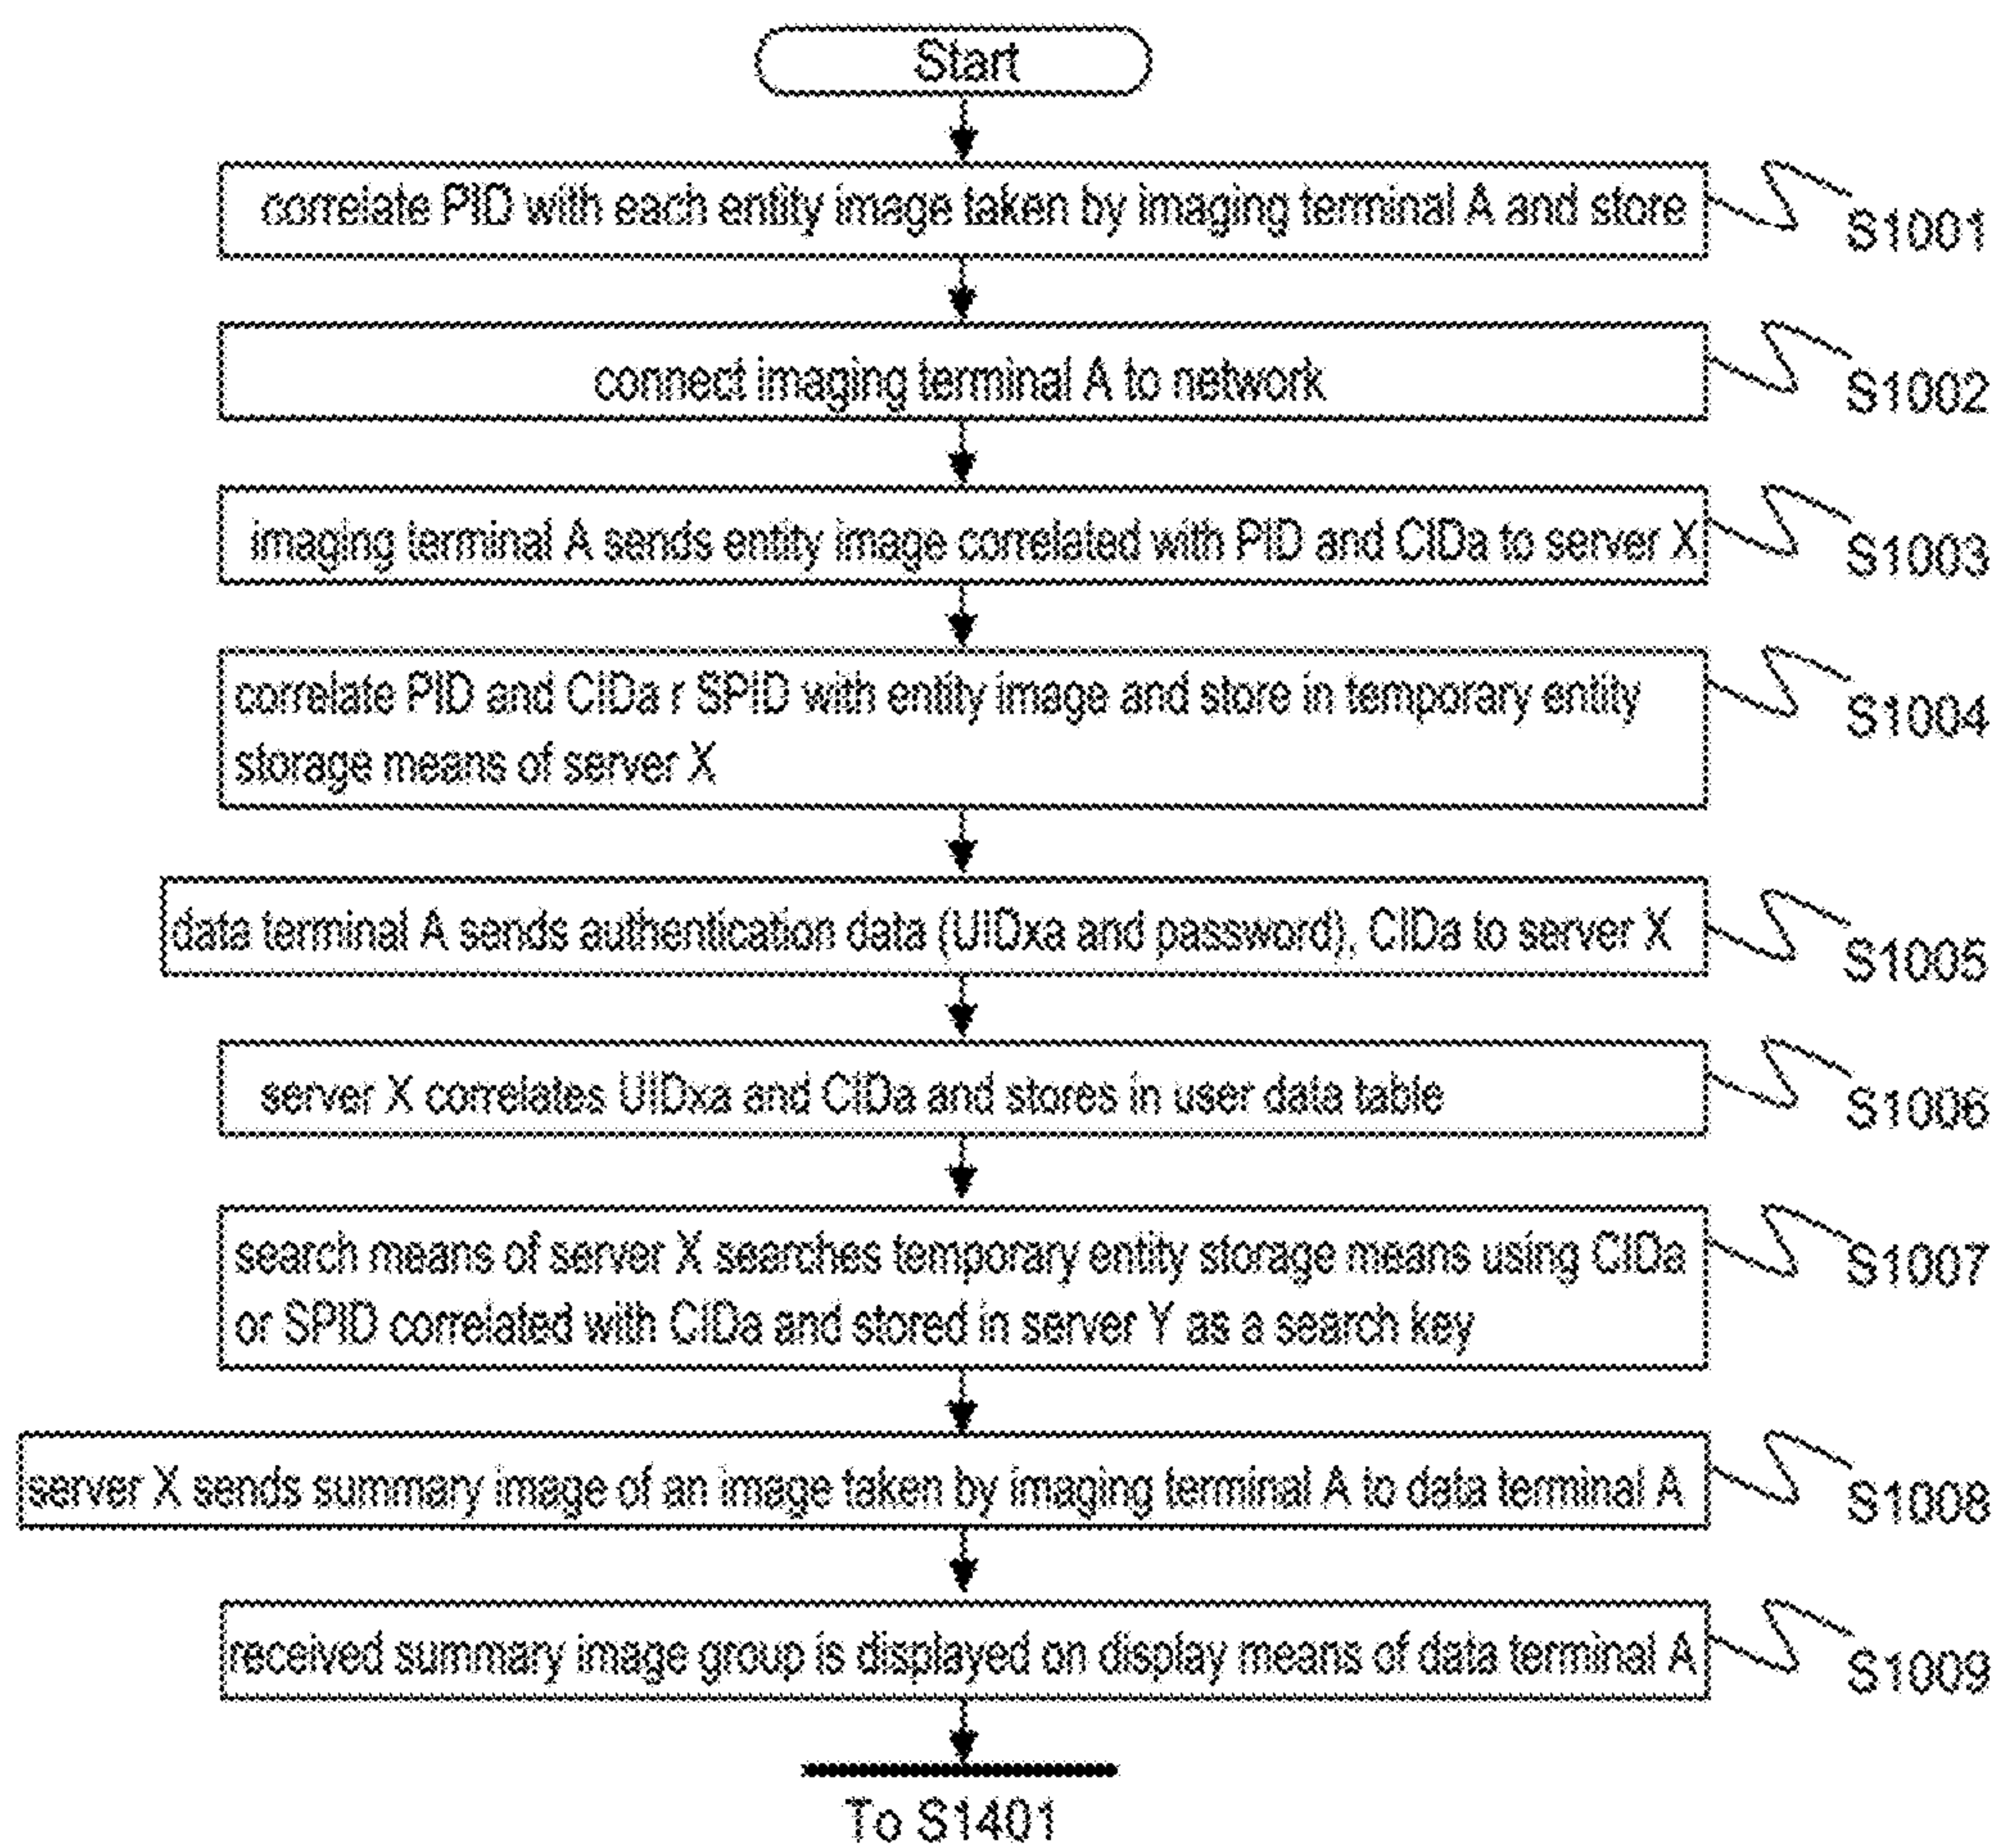 Start
correlate PID with each entity image taken by imaging terminal A and store
S1001
connect imaging terminal A to network
S1002
imaging terminal A sends entity image correlated with PID and CIDa to server X
S1003
correlate PID and CIDa r SPID with entity image and store in temporary entity
storage means of server X
S1004
data terminal A sends authentication data (UIDxa and password), CIDa to server X
S1005
server X correlates UIDxa and CIDa and stores in user data table
S1006
search means of server X searches temporary entity storage means using CIDa
or SPID correlated with CIDa and stored in server Y as a search key
S1007
server X sends summary image of an image taken by imaging terminal A to data terminal A
S1008
received summary image group is displayed on display means of data terminal A
S1009
To S1401